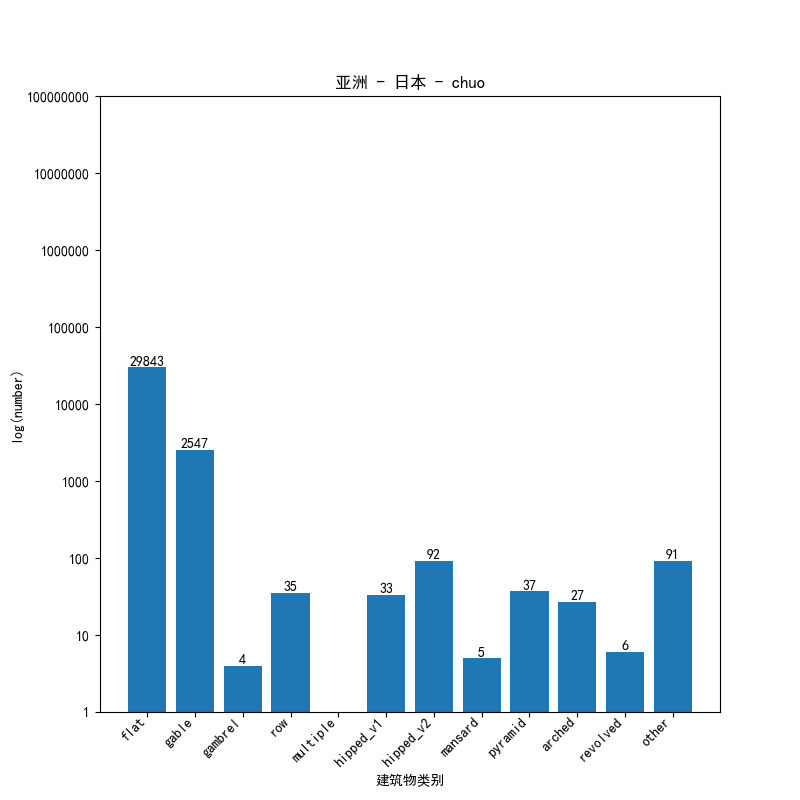 亚洲 - 日本 - chuo
100000000
10000000
1000000
100000
10000
1000
100
10
1
log(number)
29843
2547
4
35
33
92
5
37
27
6
91
flat
gable
gambrel
row
multiple
hipped_v1
hipped_v2
mansard
pyramid
arched
revolved
other
建筑物类别